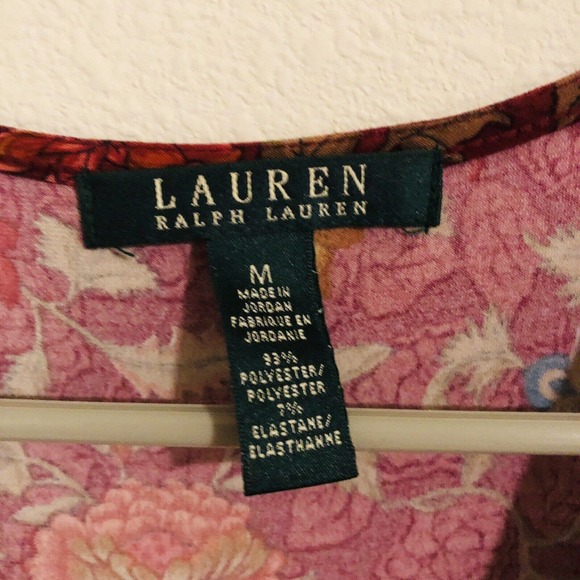 LAUREN
RALPH LAUREN
M
MADE IN
JORDAN
FABRIQUE EN
JORDANIE
93%
POLYESTER/
POLYESTER
7%
ELASTANE/
ELASTHANNE